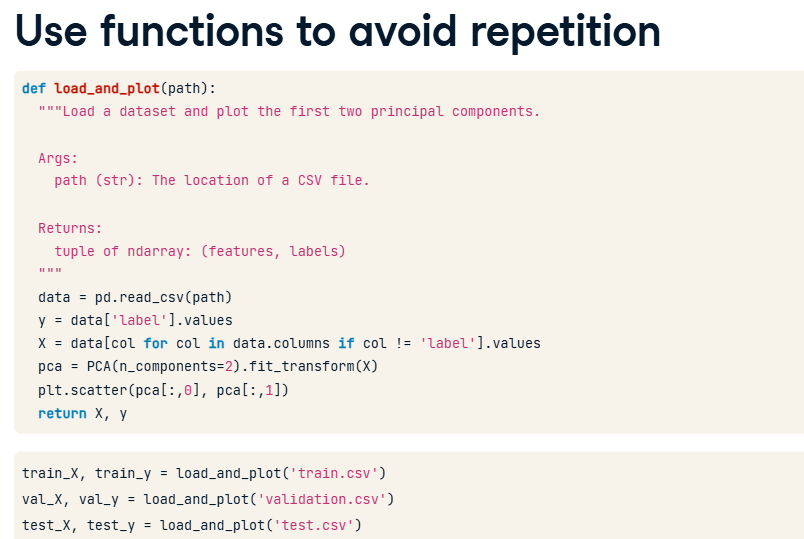 Use functions to avoid repetition
def load_and_plot(path):
  """Load a dataset and plot the first two principal components.
  Args:
    path (str): The location of a CSV file.
  Returns:
    tuple of ndarray: (features, labels)
  """
  data = pd.read_csv(path)
  y = data['label'].values
  X = data[col for col in data.columns if col != 'label'].values
  pca = PCA(n_components=2).fit_transform(X)
  plt.scatter(pca[:,0], pca[:,1])
  return X, y
train_X, train_y = load_and_plot('train.csv')
val_X, val_y = load_and_plot('validation.csv')
test_X, test_y = load_and_plot('test.csv')